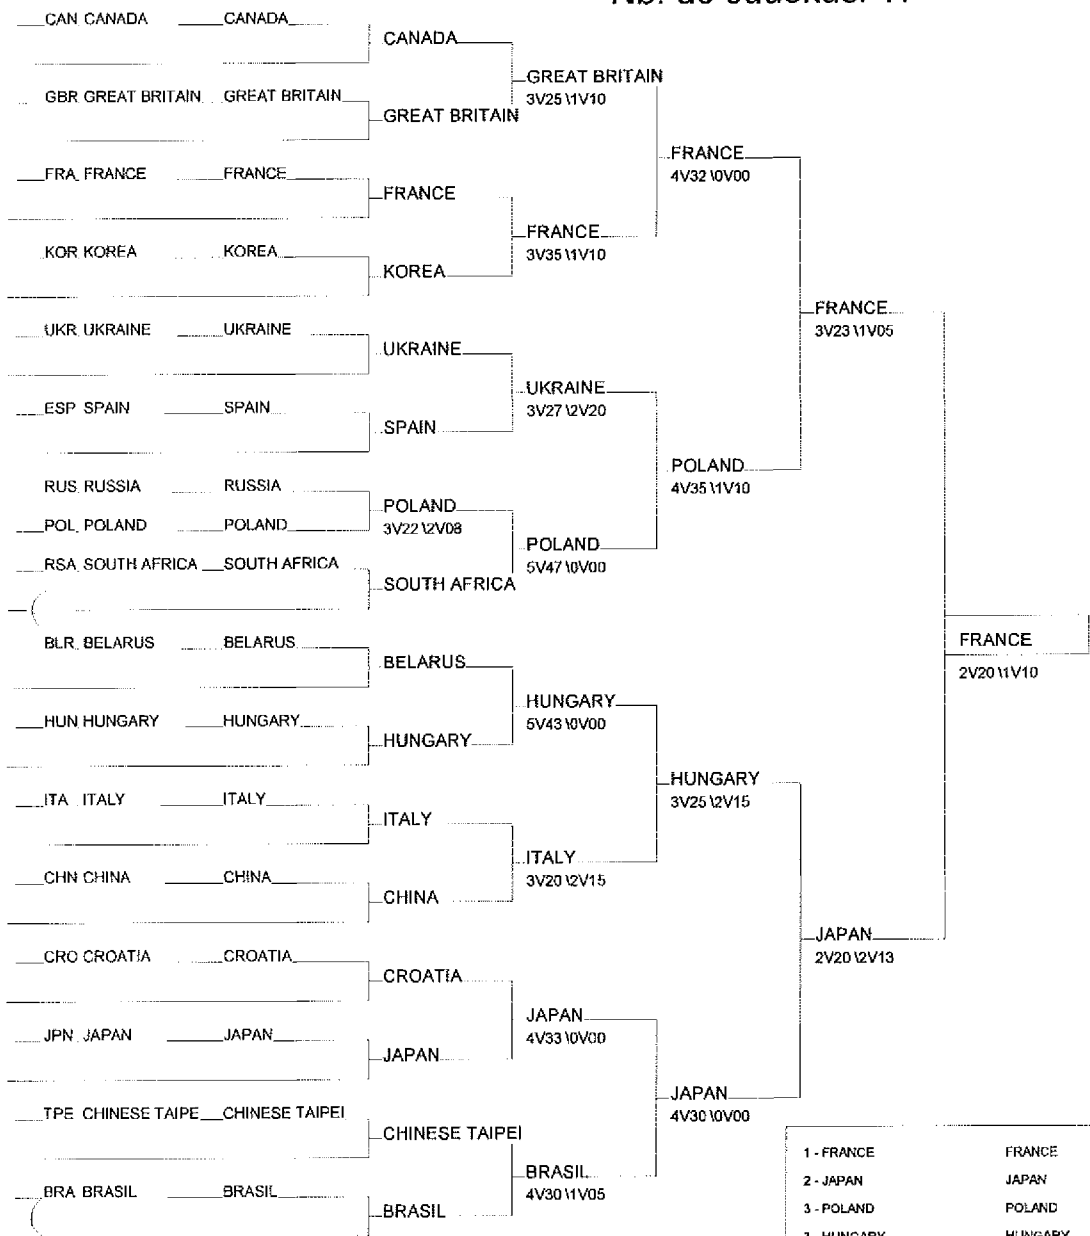 CAN CANADA CANADA
CANADA
GREAT BRITAIN
3V25 \1V10
GBR GREAT BRITAIN GREAT BRITAIN
GREAT BRITAIN
FRANCE
4V32 \0V00
FRA FRANCE FRANCE
FRANCE
FRANCE
3V35 \1V10
KOR KOREA KOREA
KOREA
FRANCE
3V23 \1V05
UKR UKRAINE UKRAINE
UKRAINE
UKRAINE
3V27 \2V20
ESP SPAIN SPAIN
SPAIN
POLAND
4V35 \1V10
RUS RUSSIA RUSSIA
POLAND
3V22 \2V08
POL POLAND POLAND
POLAND
5V47 \0V00
RSA SOUTH AFRICA SOUTH AFRICA
SOUTH AFRICA
FRANCE
2V20 \1V10
BLR BELARUS BELARUS
BELARUS
HUNGARY
5V43 \0V00
HUN HUNGARY HUNGARY
HUNGARY
HUNGARY
3V25 \2V15
ITA ITALY ITALY
ITALY
ITALY
3V20 \2V15
CHN CHINA CHINA
CHINA
JAPAN
2V20 \2V13
CRO CROATIA CROATIA
CROATIA
JAPAN
4V33 \0V00
JPN JAPAN JAPAN
JAPAN
JAPAN
4V30 \0V00
TPE CHINESE TAIPE CHINESE TAIPEI
CHINESE TAIPEI
BRASIL
4V30 \1V05
BRA BRASIL BRASIL
BRASIL
1 - FRANCE FRANCE
2 - JAPAN JAPAN
3 - POLAND POLAND
3 - HUNGARY HUNGARY